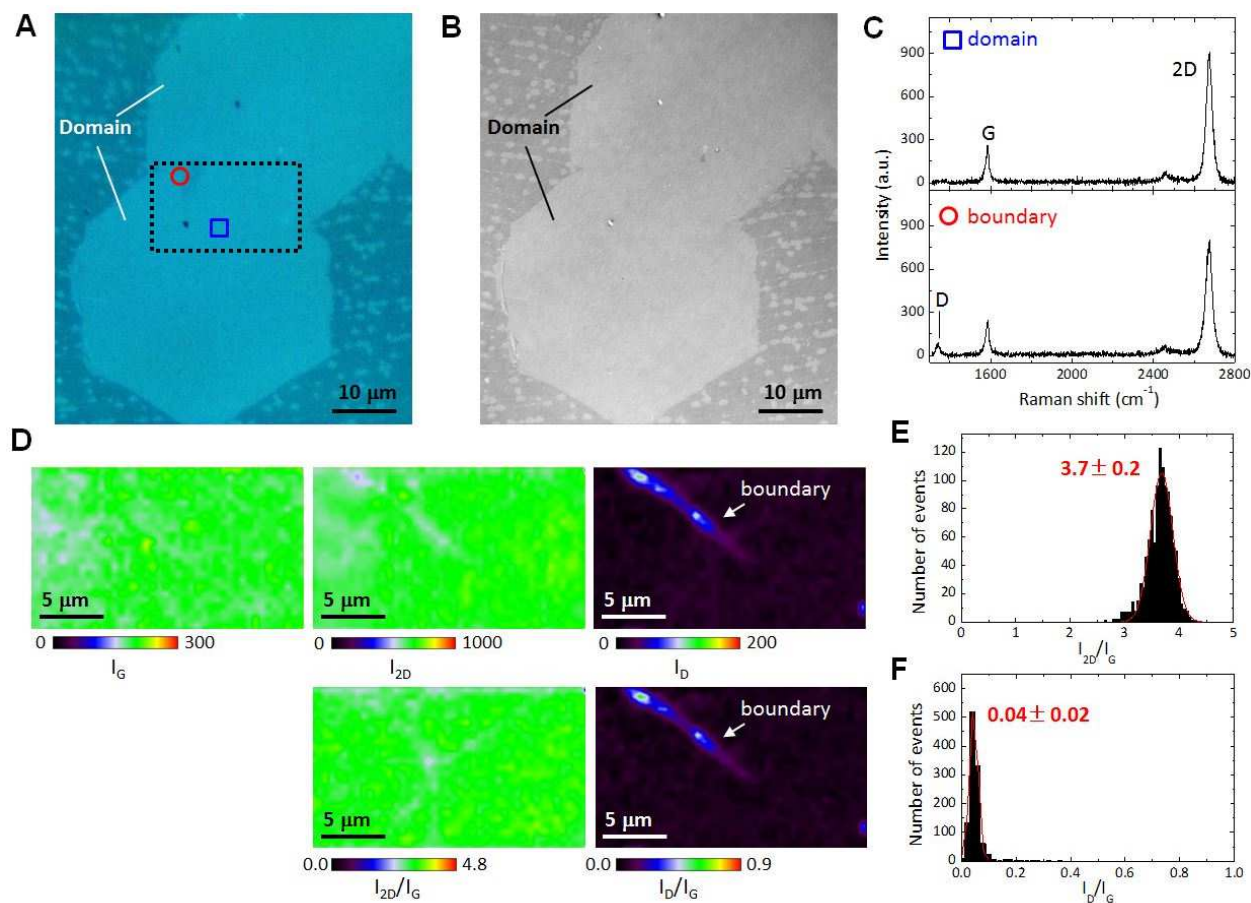 A
Domain
10 μm
B
Domain
10 μm
C
domain
2D
G
boundary
D
900
600
300
0
900
600
300
0
Intensity (a.u.)
1600 2000 2400 2800
Raman shift (cm⁻¹)
D
5 μm
0 300
I_G
5 μm
0 1000
I_2D
boundary
5 μm
0 200
I_D
5 μm
0.0 4.8
I_2D/I_G
boundary
5 μm
0.0 0.9
I_D/I_G
E
3.7 ± 0.2
120
100
80
60
40
20
0
Number of events
0 1 2 3 4 5
I_2D/I_G
F
0.04 ± 0.02
600
500
400
300
200
100
0
Number of events
0.0 0.2 0.4 0.6 0.8 1.0
I_D/I_G